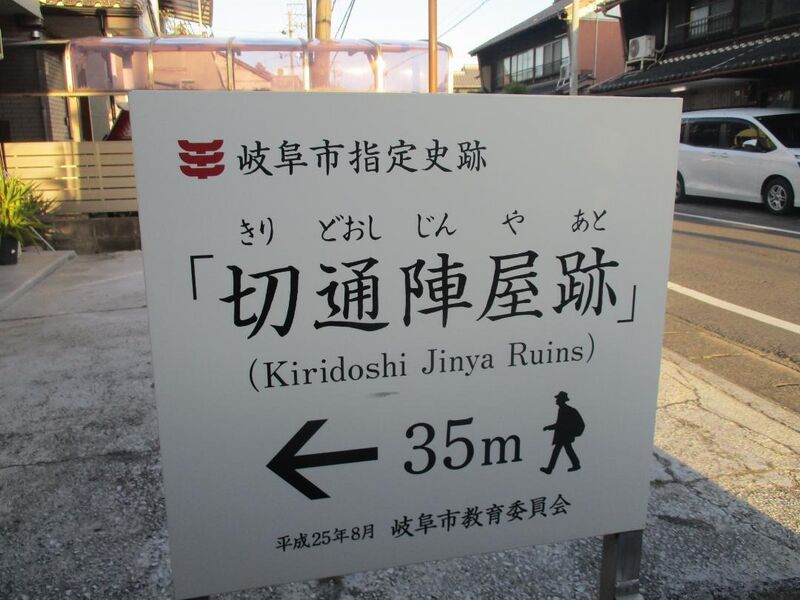 岐阜市指定史跡
きり どおし じん や あと
「切通陣屋跡」
(Kiridoshi Jinya Ruins)
35m
平成25年8月 岐阜市教育委員会